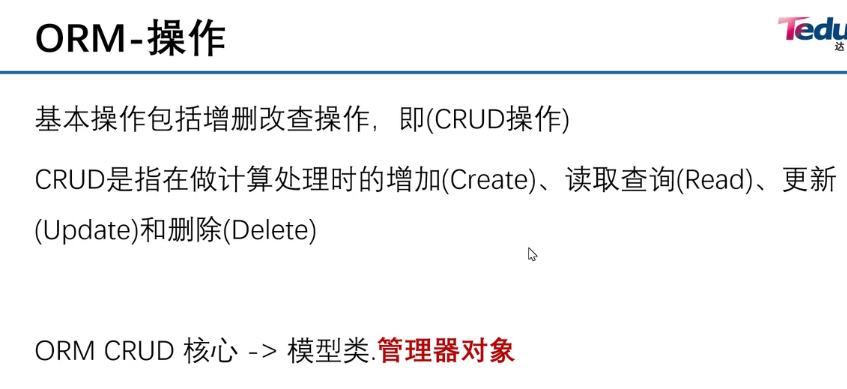 ORM-操作
Tedu
达
基本操作包括增删改查操作，即(CRUD操作)
CRUD是指在做计算处理时的增加(Create)、读取查询(Read)、更新
(Update)和删除(Delete)
ORM CRUD 核心 -> 模型类.管理器对象